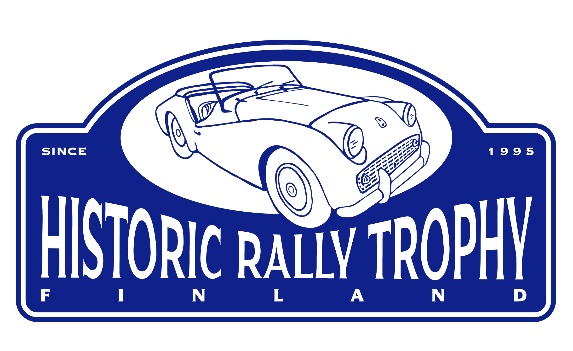 SINCE 1995
HISTORIC RALLY TROPHY
FINLAND